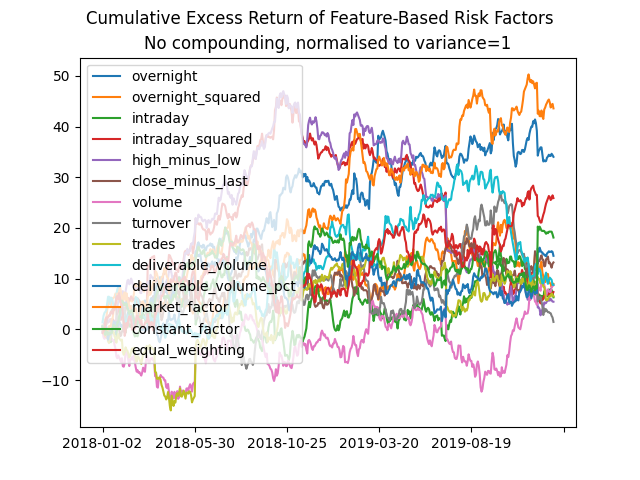 Cumulative Excess Return of Feature-Based Risk Factors
No compounding, normalised to variance=1
50
40
30
20
10
0
−10
overnight
overnight_squared
intraday
intraday_squared
high_minus_low
close_minus_last
volume
turnover
trades
deliverable_volume
deliverable_volume_pct
market_factor
constant_factor
equal_weighting
2018-01-02 2018-05-30 2018-10-25 2019-03-20 2019-08-19